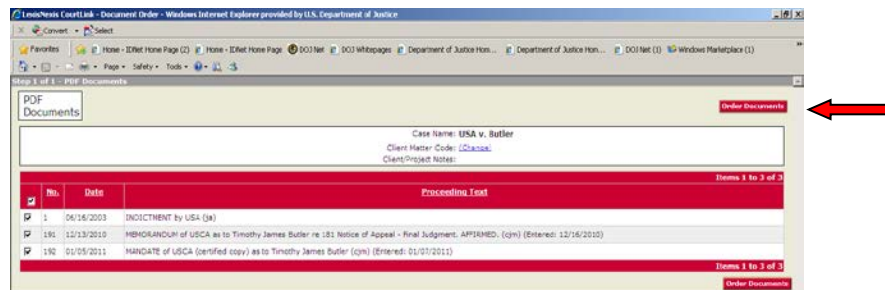 LexisNexis CourtLink - Document Order - Windows Internet Explorer provided by U.S. Department of Justice
Convert Select
Favorites Home - IDNet Home Page (2) Home - IDNet Home Page DOJ Net DOJ Whitepages Department of Justice Hom... Department of Justice Hom... DOJ Net (1) Windows Marketplace (1)
Page Safety Tools
Step 1 of 1 - PDF Documents
PDF
Documents
Order Documents
Case Name: USA v. Butler
Client Matter Code: (Change)
Client/Project Notes:
Items 1 to 3 of 3
No. Date Proceeding Text
1 06/16/2003 INDICTMENT by USA (ja)
191 12/13/2010 MEMORANDUM of USCA as to Timothy James Butler re 181 Notice of Appeal - Final Judgment. AFFIRMED. (cjm) (Entered: 12/16/2010)
192 01/05/2011 MANDATE of USCA (certified copy) as to Timothy James Butler (cjm) (Entered: 01/07/2011)
Items 1 to 3 of 3
Order Documents